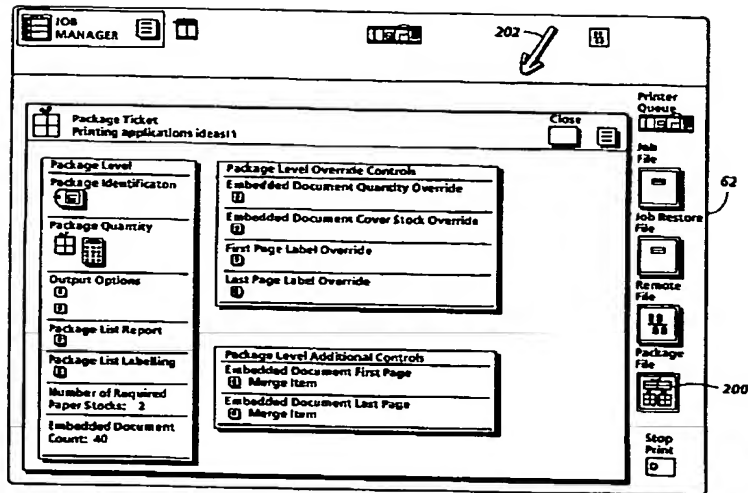 JOB
MANAGER
202
Printer
Queue
Package Ticket
Printing applications ideas!1
Close
Job
File
62
Package Level
Package Identificaton
Package Quantity
Output Options
Package List Report
Package List Labelling
Number of Required
Paper Stocks: 2
Embedded Document
Count: 40
Package Level Override Controls
Embedded Document Quantity Override
Embedded Document Cover Stock Override
First Page Label Override
Last Page Label Override
Package Level Additional Controls
Embedded Document First Page
Merge Item
Embedded Document Last Page
Merge Item
Job Restore
File
Remote
File
Package
File
200
Stop
Print